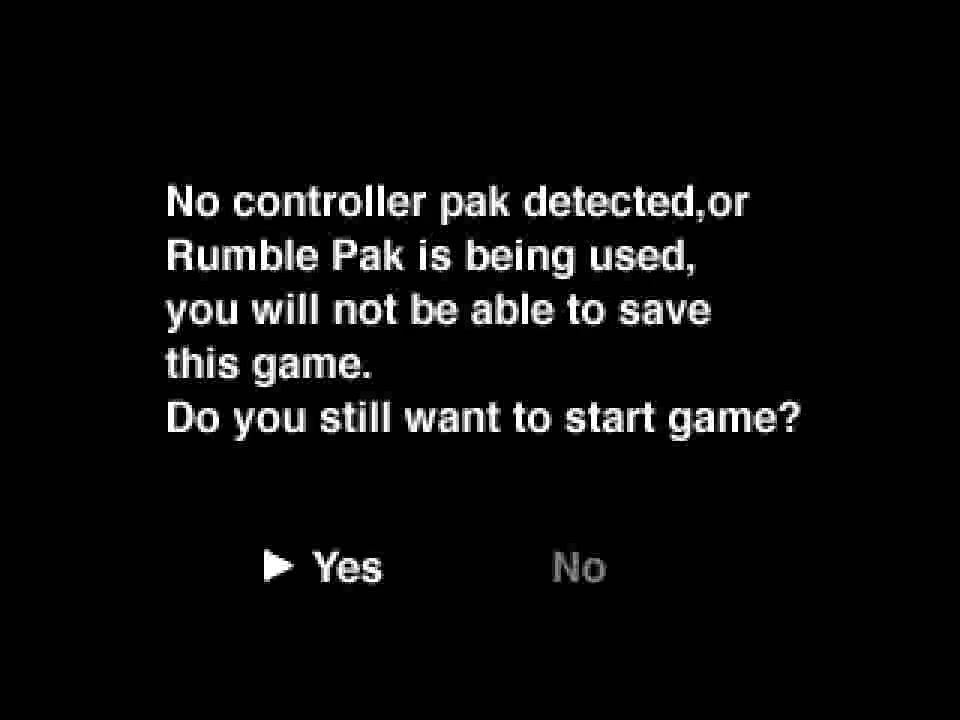 No controller pak detected,or
Rumble Pak is being used,
you will not be able to save
this game.
Do you still want to start game?
Yes No